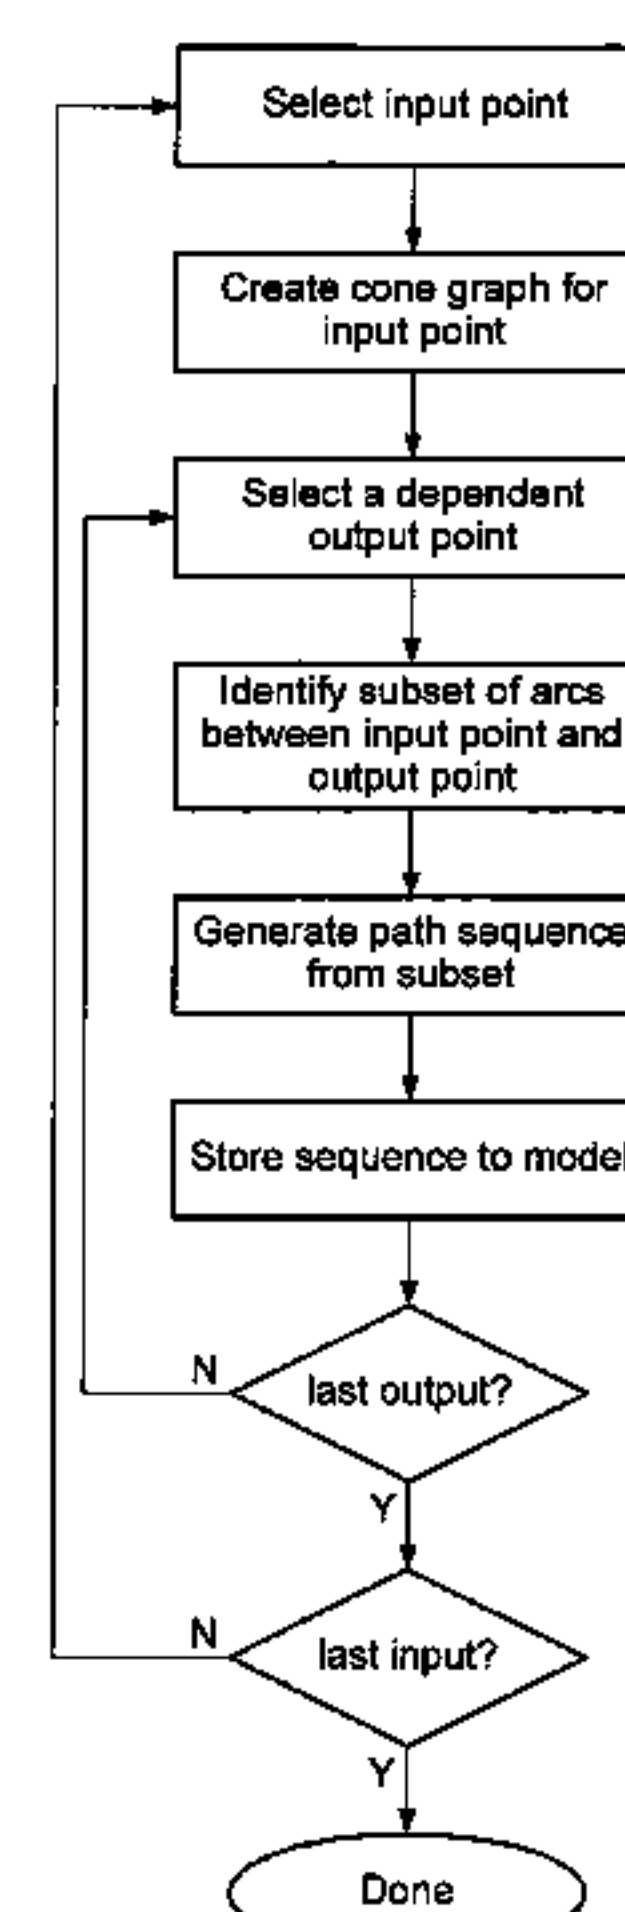 Select input point
Create cone graph for
input point
Select a dependent
output point
Identify subset of arcs
between input point and
output point
Generate path sequence
from subset
Store sequence to model
N
last output?
Y
N
last input?
Y
Done